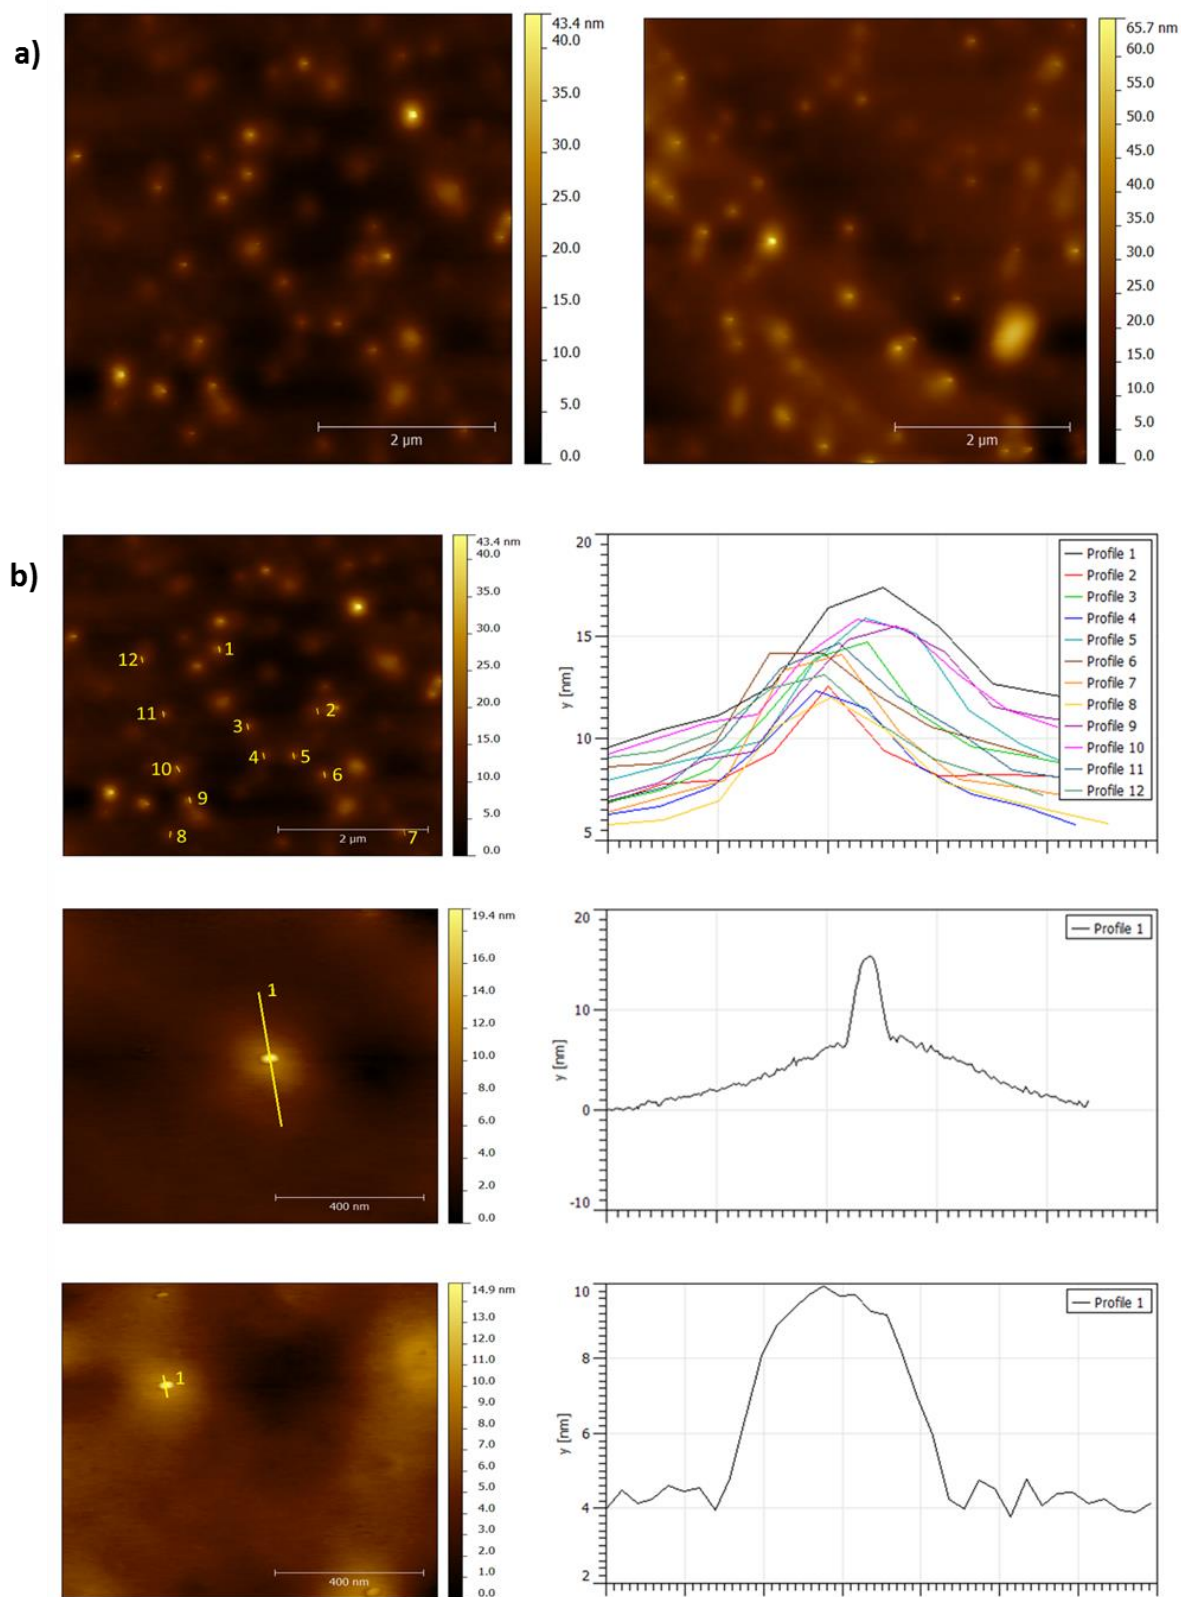 a)
43.4 nm
40.0
35.0
30.0
25.0
20.0
15.0
10.0
5.0
0.0
2 µm
65.7 nm
60.0
55.0
50.0
45.0
40.0
35.0
30.0
25.0
20.0
15.0
10.0
5.0
0.0
2 µm
b)
1
2
3
4
5
6
7
8
9
10
11
12
2 µm
43.4 nm
40.0
35.0
30.0
25.0
20.0
15.0
10.0
5.0
0.0
20
15
10
5
y [nm]
Profile 1
Profile 2
Profile 3
Profile 4
Profile 5
Profile 6
Profile 7
Profile 8
Profile 9
Profile 10
Profile 11
Profile 12
1
400 nm
19.4 nm
16.0
14.0
12.0
10.0
8.0
6.0
4.0
2.0
0.0
20
10
0
-10
y [nm]
Profile 1
1
400 nm
14.9 nm
13.0
12.0
11.0
10.0
9.0
8.0
7.0
6.0
5.0
4.0
3.0
2.0
1.0
0.0
10
8
6
4
2
y [nm]
Profile 1